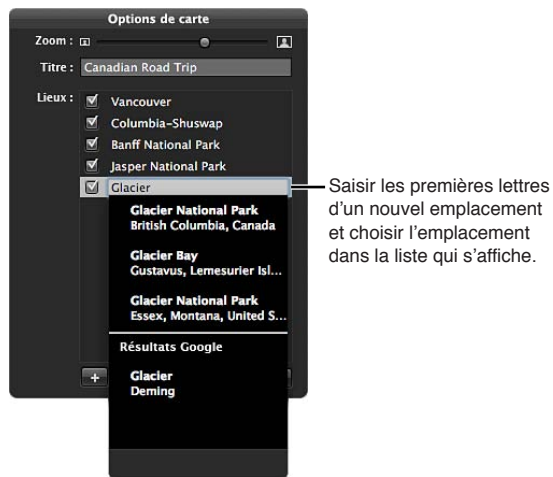 Options de carte
Zoom :
Titre : Canadian Road Trip
Lieux : Vancouver
Columbia-Shuswap
Banff National Park
Jasper National Park
Glacier
Glacier National Park
British Columbia, Canada
Glacier Bay
Gustavus, Lemesurier Isl...
Glacier National Park
Essex, Montana, United S...
Résultats Google
Glacier
Deming
+
Saisir les premières lettres
d’un nouvel emplacement
et choisir l’emplacement
dans la liste qui s’affiche.